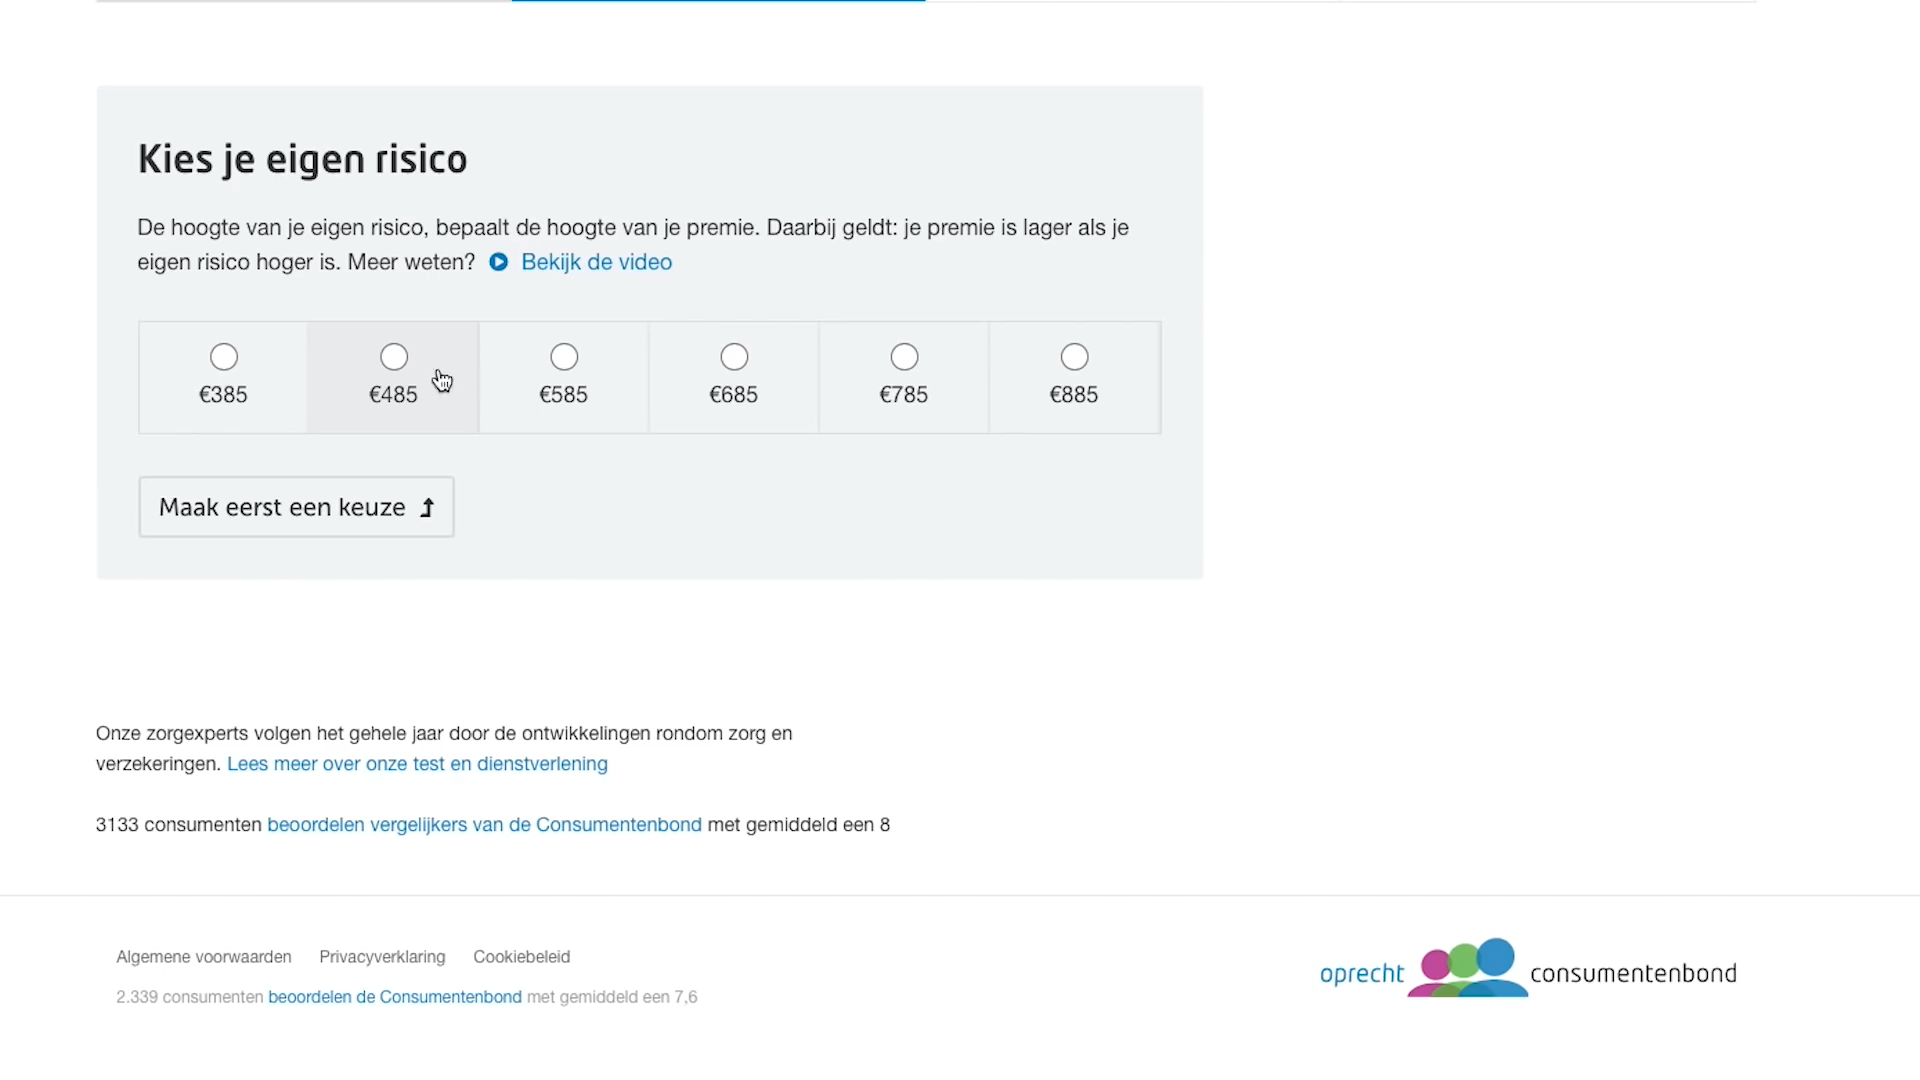 Kies je eigen risico
De hoogte van je eigen risico, bepaalt de hoogte van je premie. Daarbij geldt: je premie is lager als je
eigen risico hoger is. Meer weten? Bekijk de video
€385 €485 €585 €685 €785 €885
Maak eerst een keuze
Onze zorgexperts volgen het gehele jaar door de ontwikkelingen rondom zorg en
verzekeringen. Lees meer over onze test en dienstverlening
3133 consumenten beoordelen vergelijkers van de Consumentenbond met gemiddeld een 8
Algemene voorwaarden Privacyverklaring Cookiebeleid
2.339 consumenten beoordelen de Consumentenbond met gemiddeld een 7,6
oprecht consumentenbond